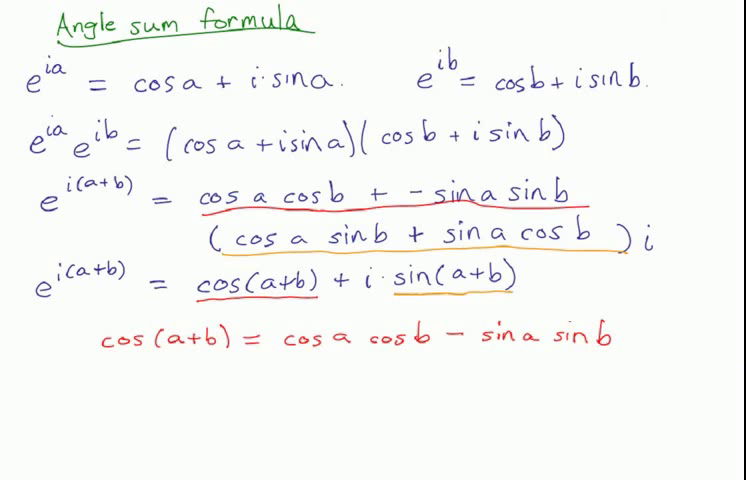 Angle sum formula
e^{ia} = cos a + i · sin a. e^{ib} = cos b + i sin b.
e^{ia} e^{ib} = (cos a + i sin a)(cos b + i sin b)
e^{i(a+b)} = cos a cos b + - sin a sin b
(cos a sin b + sin a cos b) i
e^{i(a+b)} = cos(a+b) + i · sin(a+b)
cos(a+b) = cos a cos b - sin a sin b